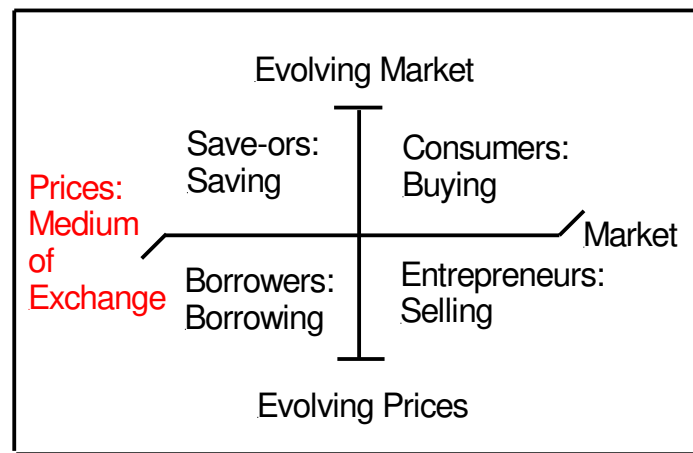 Evolving Market
Save-ors:
Saving
Consumers:
Buying
Prices:
Medium
of
Exchange
Market
Borrowers:
Borrowing
Entrepreneurs:
Selling
Evolving Prices